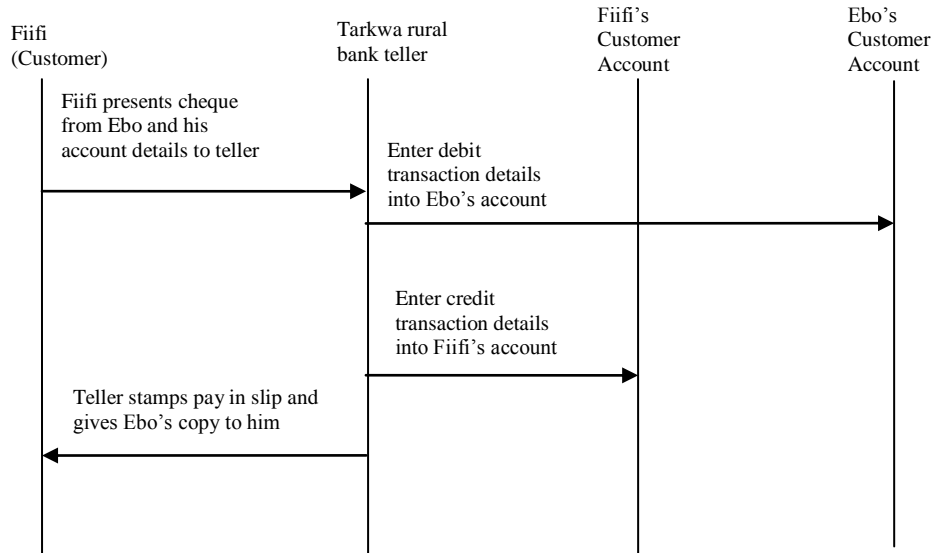 Fiifi
(Customer)
Tarkwa rural
bank teller
Fiifi’s
Customer
Account
Ebo’s
Customer
Account
Fiifi presents cheque
from Ebo and his
account details to teller
Enter debit
transaction details
into Ebo’s account
Enter credit
transaction details
into Fiifi’s account
Teller stamps pay in slip and
gives Ebo’s copy to him